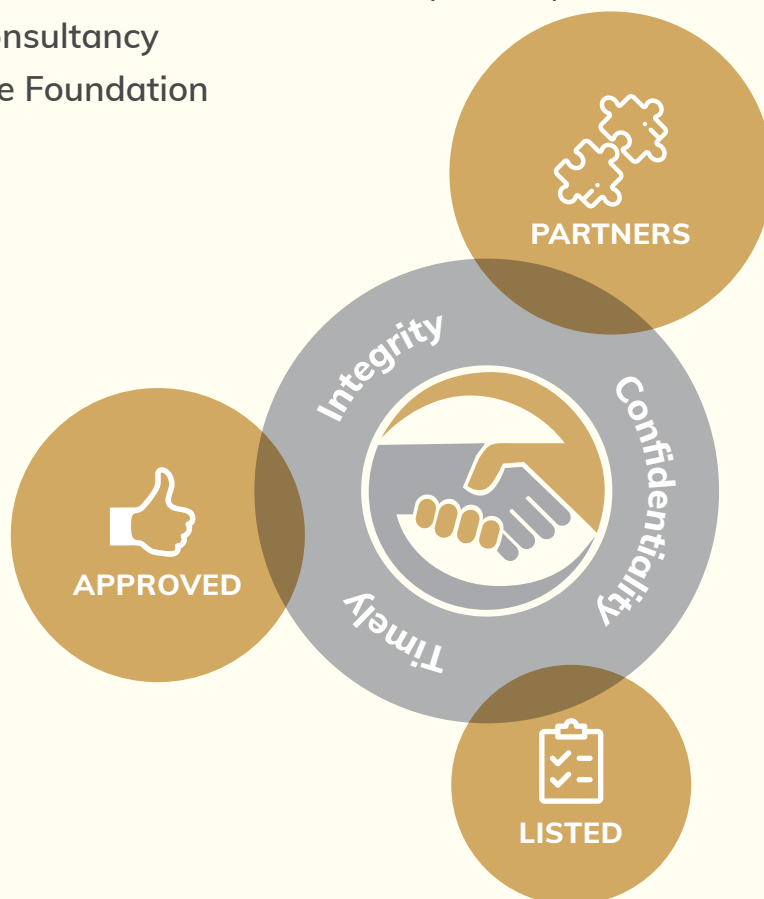 onsultancy
e Foundation
PARTNERS
Integrity
Confidentiality
APPROVED
Timely
LISTED